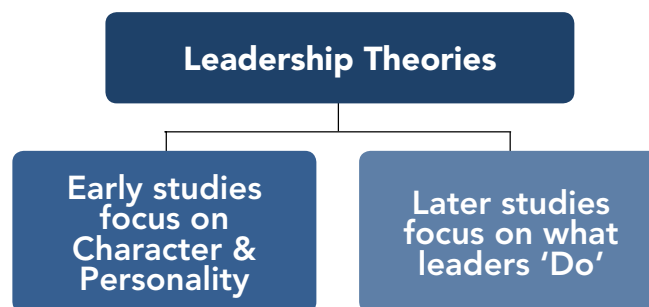 Leadership Theories
Early studies
focus on
Character &
Personality
Later studies
focus on what
leaders ‘Do’